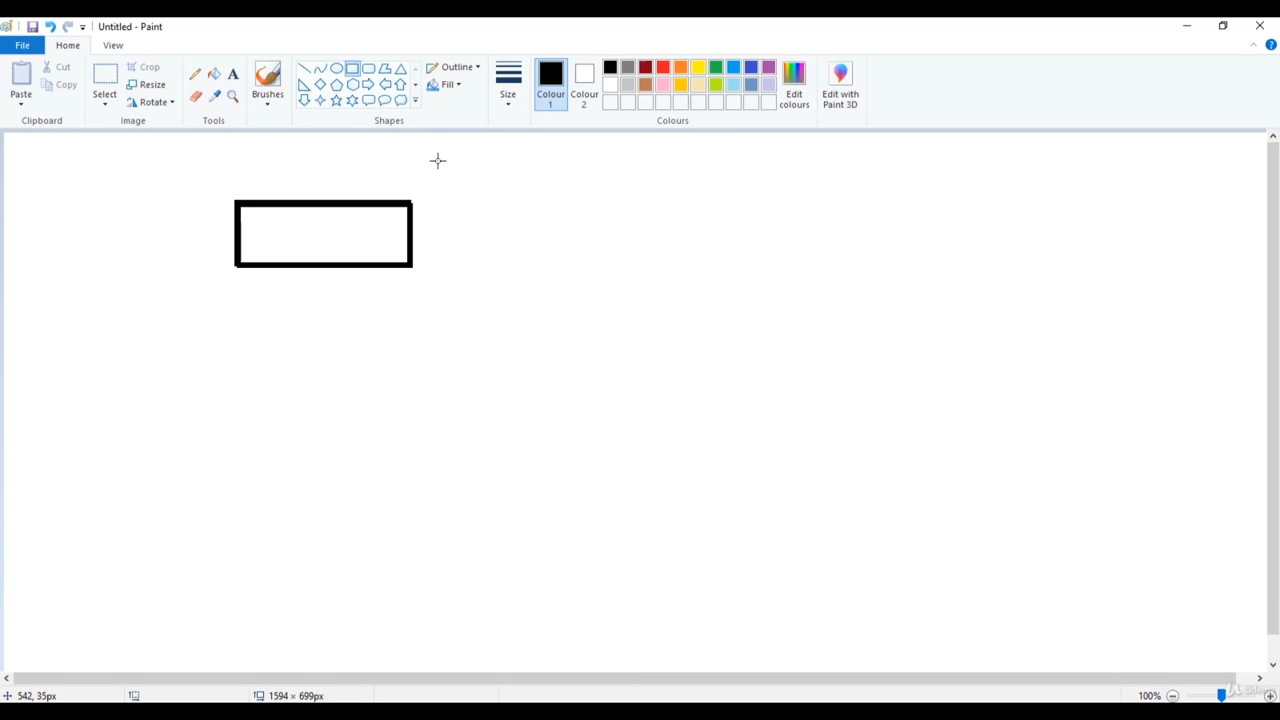 Untitled - Paint
File Home View
Paste
Cut
Copy
Clipboard
Select
Crop
Resize
Rotate
Image
A
Tools
Brushes
Outline
Fill
Shapes
Size
Colour 1
Colour 2
Edit colours
Colours
Edit with Paint 3D
542, 35px
1594 × 699px
100%
Udemy